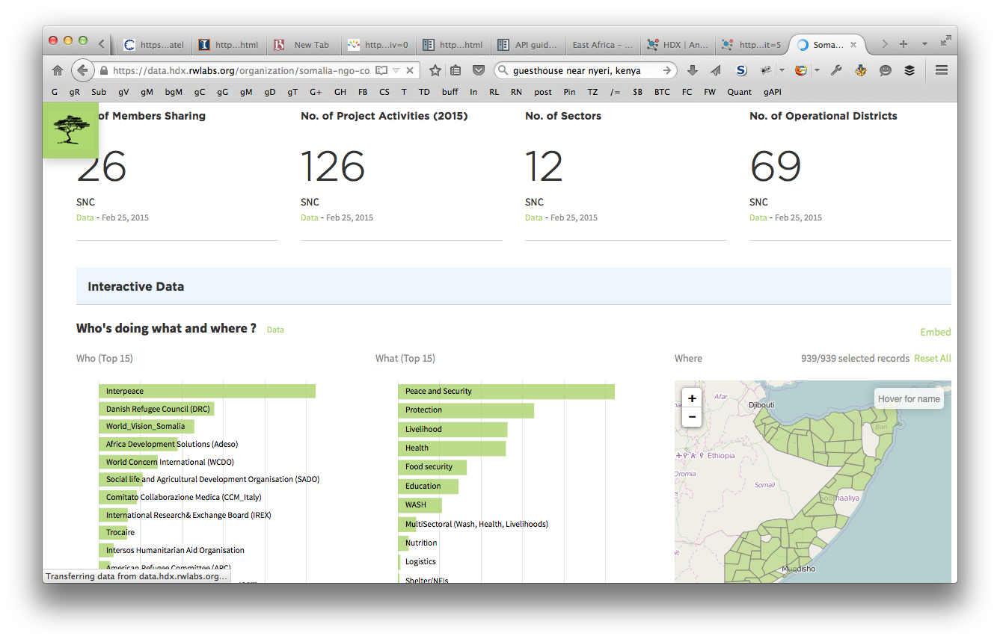 https...atel
http...html
New Tab
http...iv=0
http...html
API guid...
East Africa – ...
HDX | An...
http...it=5
Soma...
https://data.hdx.rwlabs.org/organization/somalia-ngo-co
guesthouse near nyeri, kenya
G gR Sub gV gM bgM gC gG gM gD gT G+ GH FB CS T TD buff In RL RN post Pin TZ /= $B BTC FC FW Quant gAPI
of Members Sharing
26
SNC
Data - Feb 25, 2015
No. of Project Activities (2015)
126
SNC
Data - Feb 25, 2015
No. of Sectors
12
SNC
Data - Feb 25, 2015
No. of Operational Districts
69
SNC
Data - Feb 25, 2015
Interactive Data
Who's doing what and where ? Data
Embed
Who (Top 15)
Interpeace
Danish Refugee Council (DRC)
World_Vision_Somalia
Africa Development Solutions (Adeso)
World Concern International (WCDO)
Social life and Agricultural Development Organisation (SADO)
Comitato Collaborazione Medica (CCM_Italy)
International Research& Exchange Board (IREX)
Trocaire
Intersos Humanitarian Aid Organisation
American Refugee Committee (ARC)
What (Top 15)
Peace and Security
Protection
Livelihood
Health
Food security
Education
WASH
MultiSectoral (Wash, Health, Livelihoods)
Nutrition
Logistics
Shelter/NFIs
Where
939/939 selected records Reset All
+
−
Hover for name
Afar
Djibouti
Bari
Ethiopia
Oromia
Somali
Soomaaliya
Muqdisho
Transferring data from data.hdx.rwlabs.org...